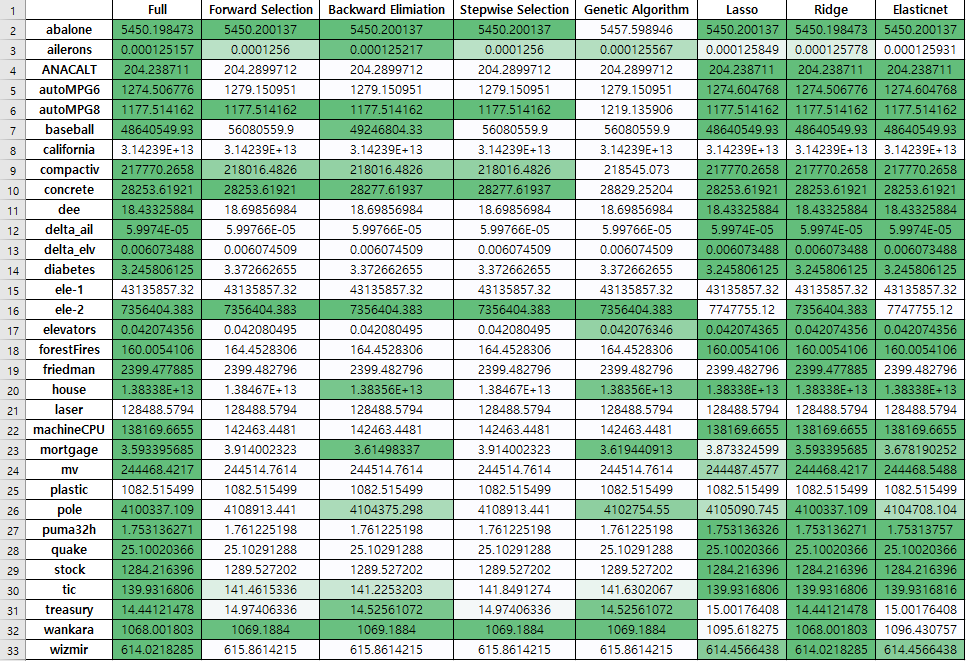 1 Full Forward Selection Backward Elimiation Stepwise Selection Genetic Algorithm Lasso Ridge Elasticnet
2 abalone 5450.198473 5450.200137 5450.200137 5450.200137 5457.598946 5450.200137 5450.198473 5450.200137
3 ailerons 0.000125157 0.0001256 0.000125217 0.0001256 0.000125567 0.000125849 0.000125778 0.000125931
4 ANACALT 204.238711 204.2899712 204.2899712 204.2899712 204.2899712 204.238711 204.238711 204.238711
5 autoMPG6 1274.506776 1279.150951 1279.150951 1279.150951 1279.150951 1274.604768 1274.506776 1274.604768
6 autoMPG8 1177.514162 1177.514162 1177.514162 1177.514162 1219.135906 1177.514162 1177.514162 1177.514162
7 baseball 48640549.93 56080559.9 49246804.33 56080559.9 56080559.9 48640549.93 48640549.93 48640549.93
8 california 3.14239E+13 3.14239E+13 3.14239E+13 3.14239E+13 3.14239E+13 3.14239E+13 3.14239E+13 3.14239E+13
9 compactiv 217770.2658 218016.4826 218016.4826 218016.4826 218545.073 217770.2658 217770.2658 217770.2658
10 concrete 28253.61921 28253.61921 28277.61937 28277.61937 28829.25204 28253.61921 28253.61921 28253.61921
11 dee 18.43325884 18.69856984 18.69856984 18.69856984 18.69856984 18.43325884 18.43325884 18.43325884
12 delta_ail 5.9974E-05 5.99766E-05 5.99766E-05 5.99766E-05 5.99766E-05 5.9974E-05 5.9974E-05 5.9974E-05
13 delta_elv 0.006073488 0.006074509 0.006074509 0.006074509 0.006074509 0.006073488 0.006073488 0.006073488
14 diabetes 3.245806125 3.372662655 3.372662655 3.372662655 3.372662655 3.245806125 3.245806125 3.245806125
15 ele-1 43135857.32 43135857.32 43135857.32 43135857.32 43135857.32 43135857.32 43135857.32 43135857.32
16 ele-2 7356404.383 7356404.383 7356404.383 7356404.383 7356404.383 7747755.12 7356404.383 7747755.12
17 elevators 0.042074356 0.042080495 0.042080495 0.042080495 0.042076346 0.042074365 0.042074356 0.042074356
18 forestFires 160.0054106 164.4528306 164.4528306 164.4528306 164.4528306 160.0054106 160.0054106 160.0054106
19 friedman 2399.477885 2399.482796 2399.482796 2399.482796 2399.482796 2399.482796 2399.477885 2399.482796
20 house 1.38338E+13 1.38467E+13 1.38356E+13 1.38467E+13 1.38356E+13 1.38338E+13 1.38338E+13 1.38338E+13
21 laser 128488.5794 128488.5794 128488.5794 128488.5794 128488.5794 128488.5794 128488.5794 128488.5794
22 machineCPU 138169.6655 142463.4481 142463.4481 142463.4481 142463.4481 138169.6655 138169.6655 138169.6655
23 mortgage 3.593395685 3.914002323 3.61498337 3.914002323 3.619440913 3.873324599 3.593395685 3.678190252
24 mv 244468.4217 244514.7614 244514.7614 244514.7614 244514.7614 244487.4577 244468.4217 244468.5488
25 plastic 1082.515499 1082.515499 1082.515499 1082.515499 1082.515499 1082.515499 1082.515499 1082.515499
26 pole 4100337.109 4108913.441 4104375.298 4108913.441 4102754.55 4105090.745 4100337.109 4104708.104
27 puma32h 1.753136271 1.761225198 1.761225198 1.761225198 1.761225198 1.753136326 1.753136271 1.75313757
28 quake 25.10020366 25.10291288 25.10291288 25.10291288 25.10291288 25.10020366 25.10020366 25.10020366
29 stock 1284.216396 1289.527202 1289.527202 1289.527202 1289.527202 1284.216396 1284.216396 1284.216396
30 tic 139.9316806 141.4615336 141.2253203 141.8491274 141.6302067 139.9316806 139.9316806 139.9316816
31 treasury 14.44121478 14.97406336 14.52561072 14.97406336 14.52561072 15.00176408 14.44121478 15.00176408
32 wankara 1068.001803 1069.1884 1069.1884 1069.1884 1069.1884 1095.618275 1068.001803 1096.430757
33 wizmir 614.0218285 615.8614215 615.8614215 615.8614215 615.8614215 614.4566438 614.0218285 614.4566438